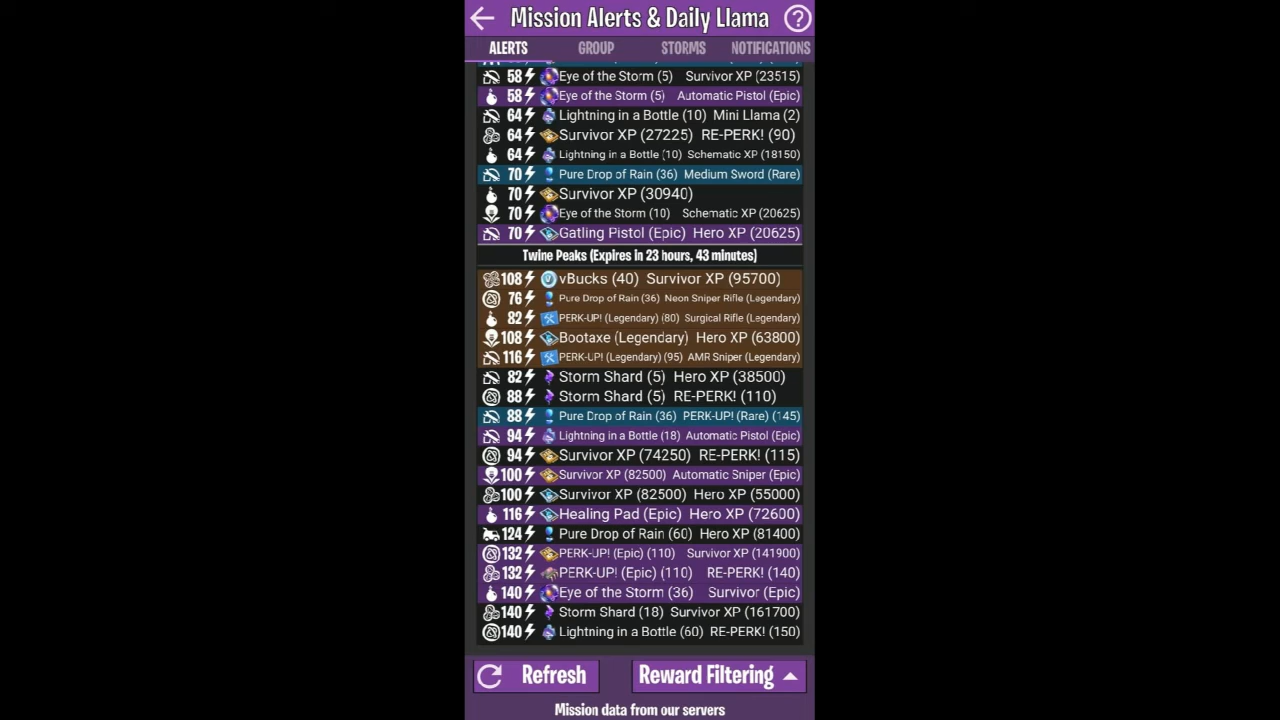 Mission Alerts & Daily Llama ?
ALERTS GROUP STORMS NOTIFICATIONS
58 Eye of the Storm (5) Survivor XP (23515)
58 Eye of the Storm (5) Automatic Pistol (Epic)
64 Lightning in a Bottle (10) Mini Llama (2)
64 Survivor XP (27225) RE-PERK! (90)
64 Lightning in a Bottle (10) Schematic XP (18150)
70 Pure Drop of Rain (36) Medium Sword (Rare)
70 Survivor XP (30940)
70 Eye of the Storm (10) Schematic XP (20625)
70 Gatling Pistol (Epic) Hero XP (20625)
Twine Peaks (Expires in 23 hours, 43 minutes)
108 vBucks (40) Survivor XP (95700)
76 Pure Drop of Rain (36) Neon Sniper Rifle (Legendary)
82 PERK-UP! (Legendary) (80) Surgical Rifle (Legendary)
108 Bootaxe (Legendary) Hero XP (63800)
116 PERK-UP! (Legendary) (95) AMR Sniper (Legendary)
82 Storm Shard (5) Hero XP (38500)
88 Storm Shard (5) RE-PERK! (110)
88 Pure Drop of Rain (36) PERK-UP! (Rare) (145)
94 Lightning in a Bottle (18) Automatic Pistol (Epic)
94 Survivor XP (74250) RE-PERK! (115)
100 Survivor XP (82500) Automatic Sniper (Epic)
100 Survivor XP (82500) Hero XP (55000)
116 Healing Pad (Epic) Hero XP (72600)
124 Pure Drop of Rain (60) Hero XP (81400)
132 PERK-UP! (Epic) (110) Survivor XP (141900)
132 PERK-UP! (Epic) (110) RE-PERK! (140)
140 Eye of the Storm (36) Survivor (Epic)
140 Storm Shard (18) Survivor XP (161700)
140 Lightning in a Bottle (60) RE-PERK! (150)
Refresh Reward Filtering
Mission data from our servers